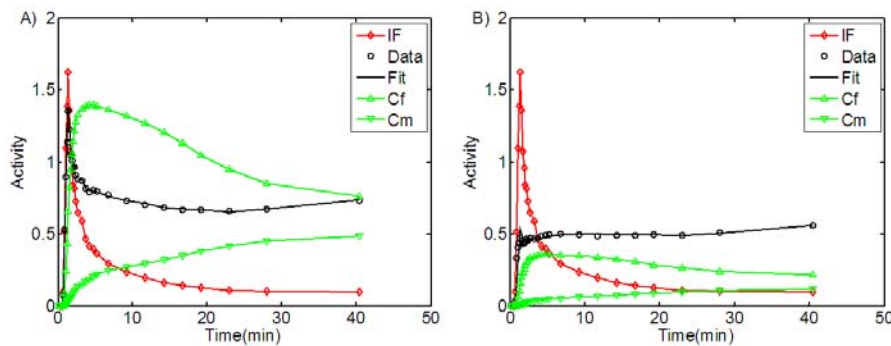 A)
2
1.5
1
0.5
0
Activity
0 10 20 30 40 50
Time(min)
IF
Data
Fit
Cf
Cm
B)
2
1.5
1
0.5
0
Activity
0 10 20 30 40 50
Time(min)
IF
Data
Fit
Cf
Cm